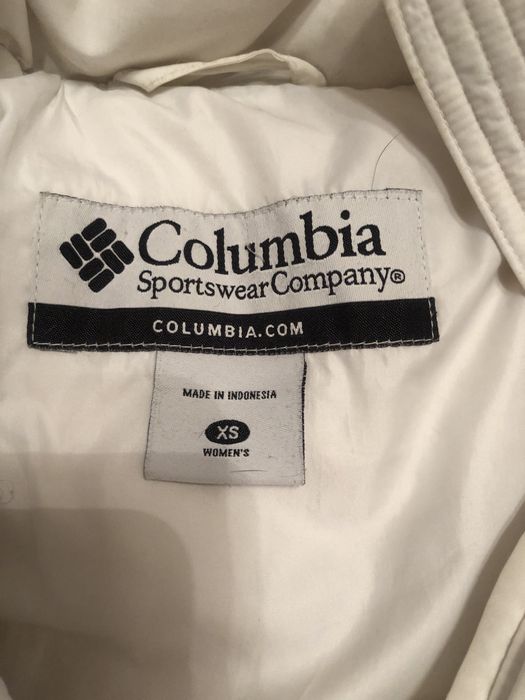 Columbia
Sportswear Company®
COLUMBIA.COM
MADE IN INDONESIA
XS
WOMEN'S